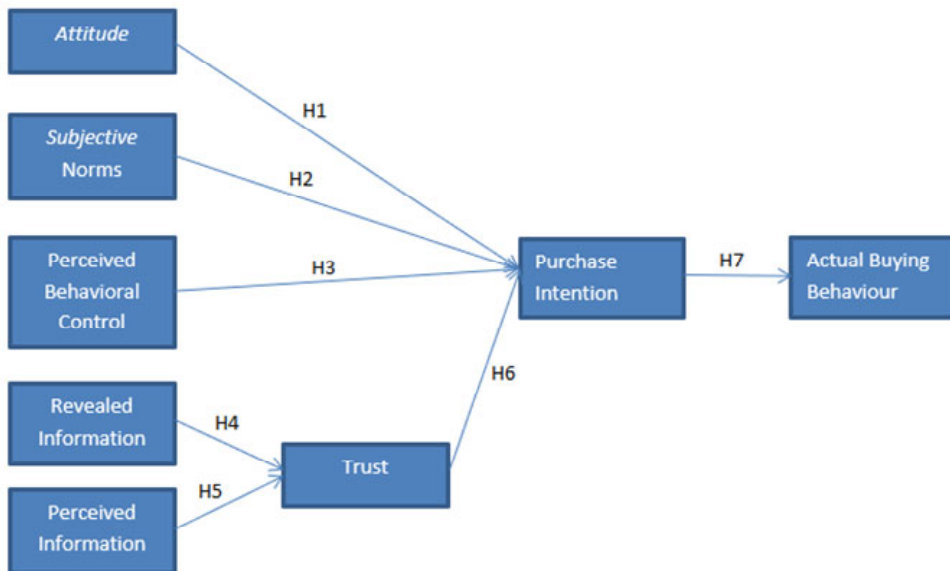 Attitude
H1
Subjective
Norms
H2
Perceived
Behavioral
Control
H3
Purchase
Intention
H7
Actual Buying
Behaviour
Revealed
Information
H4
H6
Trust
H5
Perceived
Information